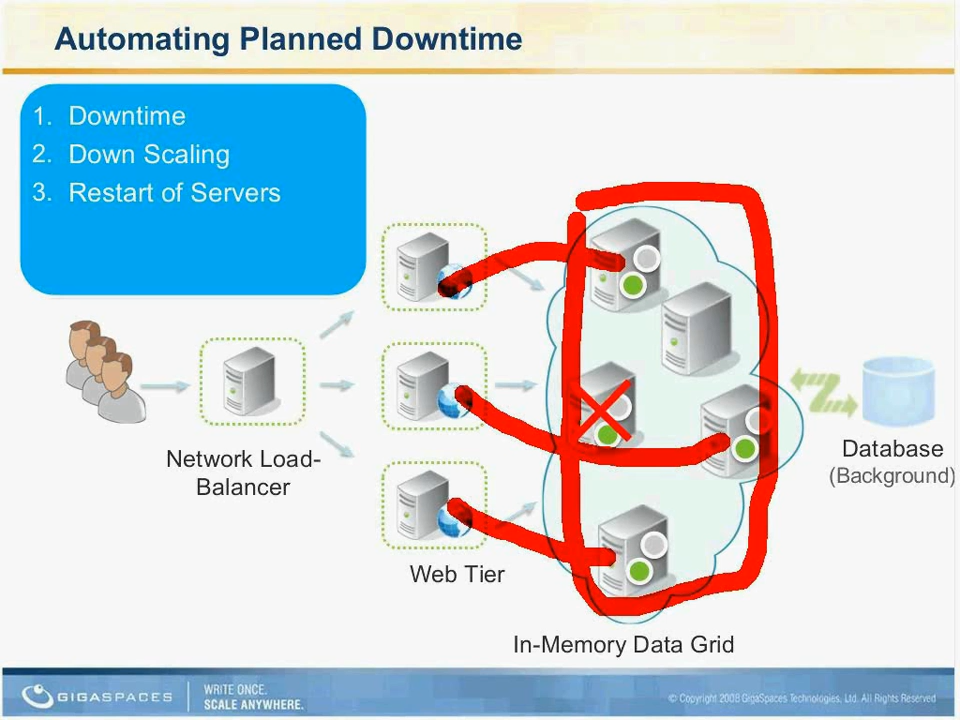 Automating Planned Downtime
1. Downtime
2. Down Scaling
3. Restart of Servers
Network Load-
Balancer
Web Tier
In-Memory Data Grid
Database
(Background)
GIGASPACES
WRITE ONCE.
SCALE ANYWHERE.
© Copyright 2008 GigaSpaces Technologies, Ltd. All Rights Reserved